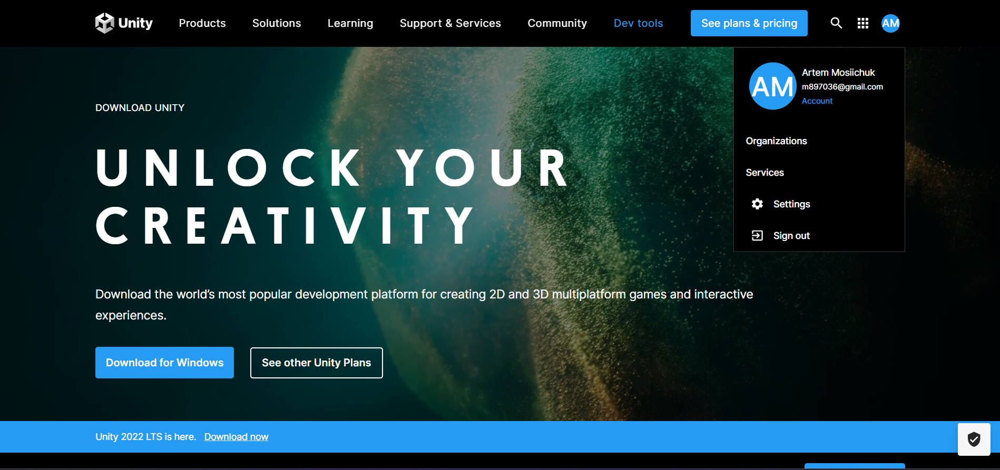 Unity
Products
Solutions
Learning
Support & Services
Community
Dev tools
See plans & pricing
AM
AM
Artem Mosiichuk
m897036@gmail.com
Account
Organizations
Services
Settings
Sign out
DOWNLOAD UNITY
UNLOCK YOUR
CREATIVITY
Download the world’s most popular development platform for creating 2D and 3D multiplatform games and interactive
experiences.
Download for Windows
See other Unity Plans
Unity 2022 LTS is here. Download now